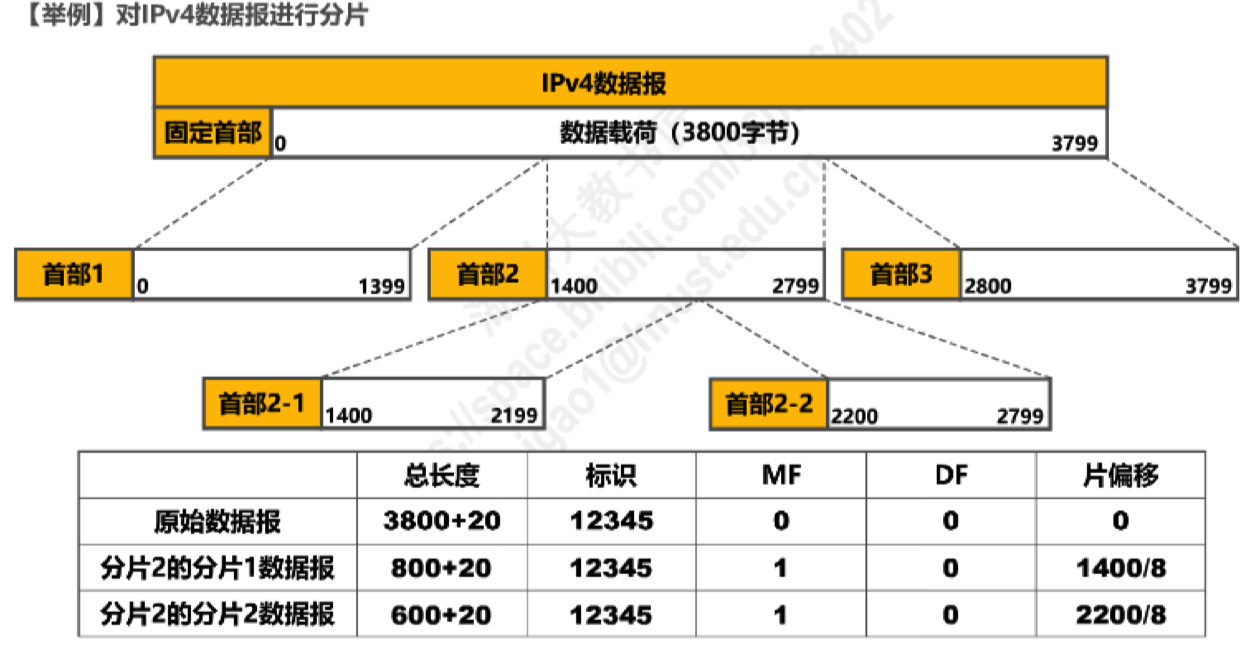 【举例】对IPv4数据报进行分片
IPv4数据报
固定首部 0 数据载荷（3800字节） 3799
首部1 0 1399 首部2 1400 2799 首部3 2800 3799
首部2-1 1400 2199 首部2-2 2200 2799
总长度 标识 MF DF 片偏移
原始数据报 3800+20 12345 0 0 0
分片2的分片1数据报 800+20 12345 1 0 1400/8
分片2的分片2数据报 600+20 12345 1 0 2200/8